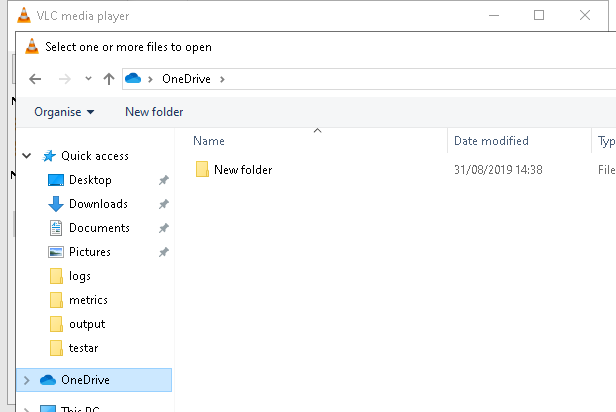 VLC media player
Select one or more files to open
OneDrive
Organise New folder
Name Date modified Typ
Quick access
New folder 31/08/2019 14:38 File
Desktop
Downloads
Documents
Pictures
logs
metrics
output
testar
OneDrive
This PC